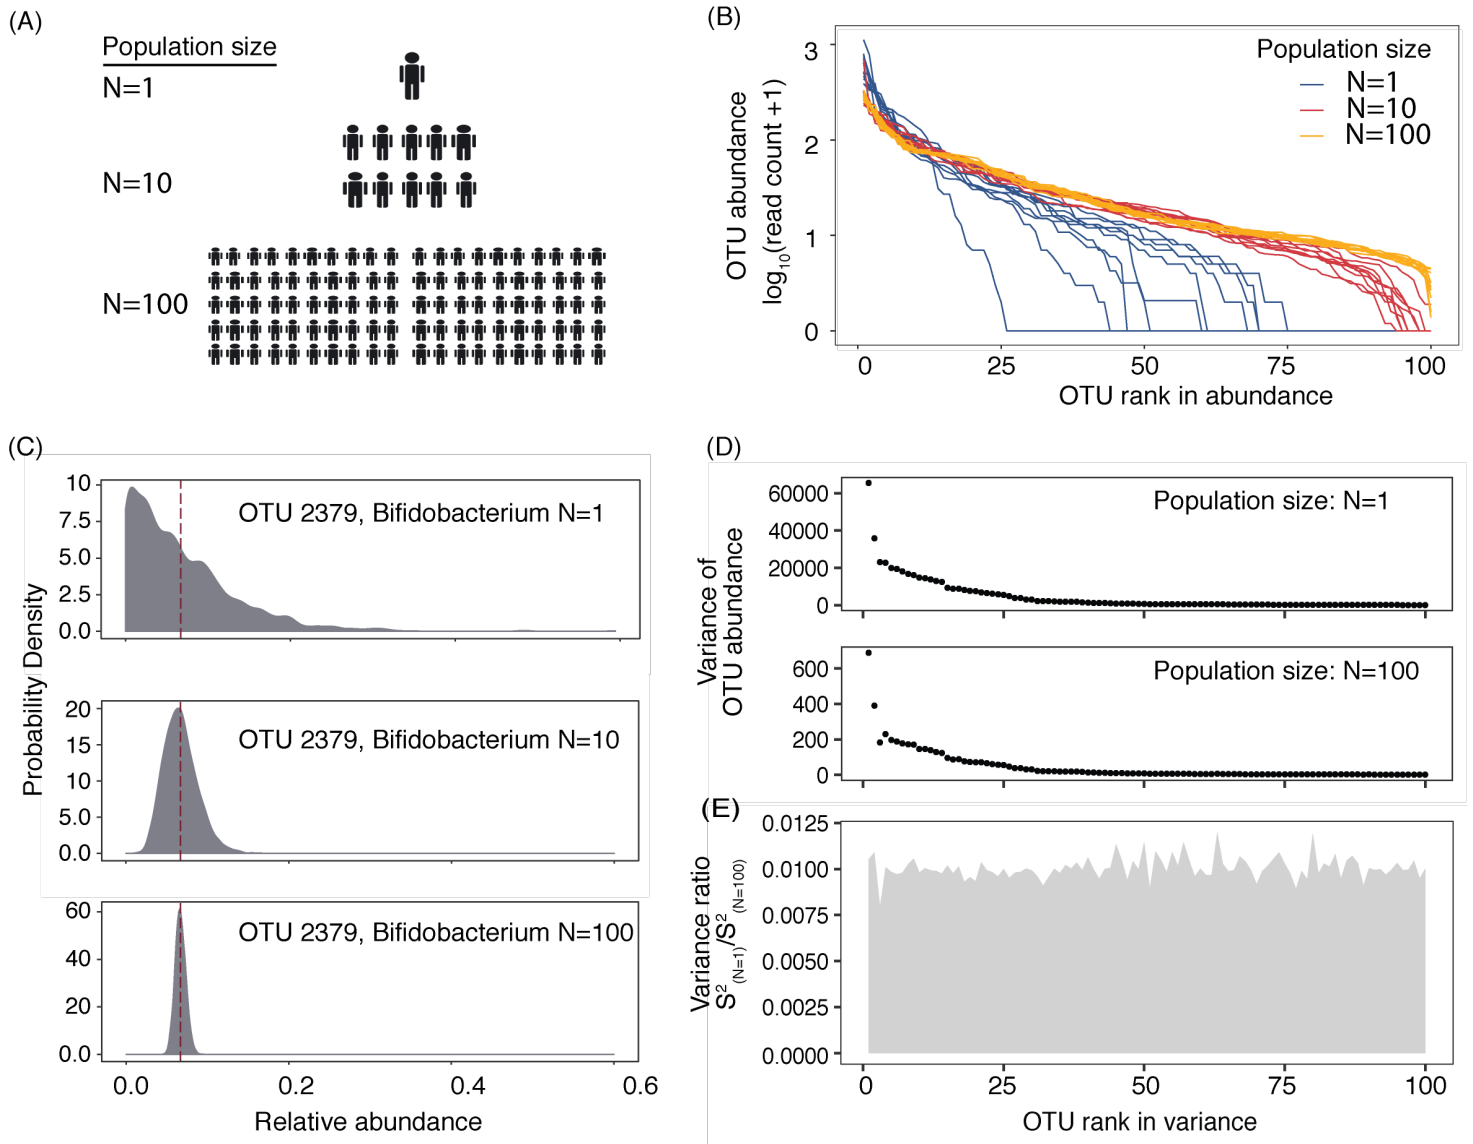 (A)
Population size
N=1
N=10
N=100
(B)
OTU abundance
log10(read count +1)
3
2
1
0
Population size
N=1
N=10
N=100
0 25 50 75 100
OTU rank in abundance
(C)
Probability Density
10
7.5
5.0
2.5
0.0
OTU 2379, Bifidobacterium N=1
20
15
10
5.0
0.0
OTU 2379, Bifidobacterium N=10
60
40
20
0.0
OTU 2379, Bifidobacterium N=100
0.0 0.2 0.4 0.6
Relative abundance
(D)
Variance of
OTU abundance
60000
40000
20000
0
Population size: N=1
600
400
200
0
Population size: N=100
(E)
Variance ratio
S2(N=1)/S2(N=100)
0.0125
0.0100
0.0075
0.0050
0.0025
0.0000
0 25 50 75 100
OTU rank in variance